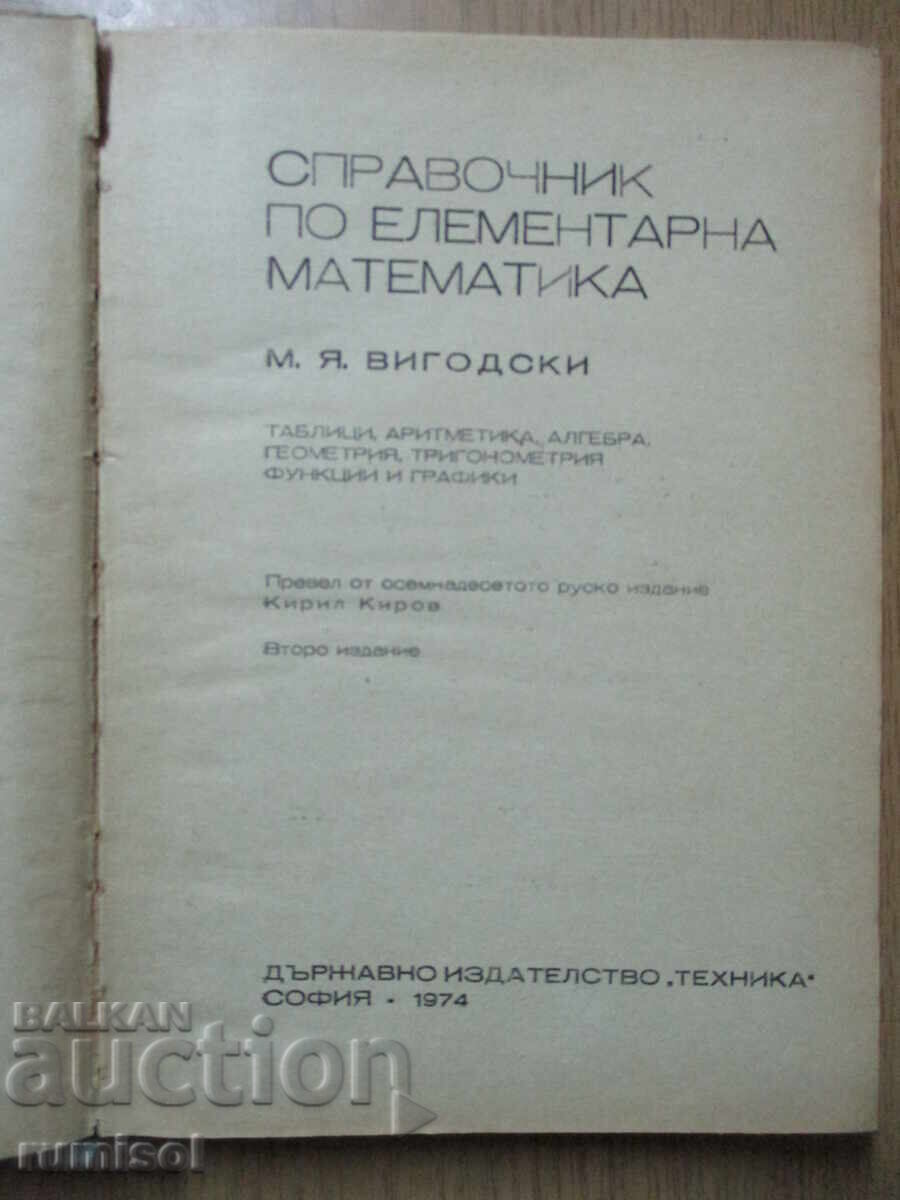 СПРАВОЧНИК
ПО ЕЛЕМЕНТАРНА
МАТЕМАТИКА
М. Я. ВИГОДСКИ
ТАБЛИЦИ, АРИТМЕТИКА, АЛГЕБРА,
ГЕОМЕТРИЯ, ТРИГОНОМЕТРИЯ
ФУНКЦИИ И ГРАФИКИ
Превел от осемнадесетото руско издание
Кирил Киров
Второ издание
ДЪРЖАВНО ИЗДАТЕЛСТВО „ТЕХНИКА“
СОФИЯ • 1974
BALKAN
auction
rumisol